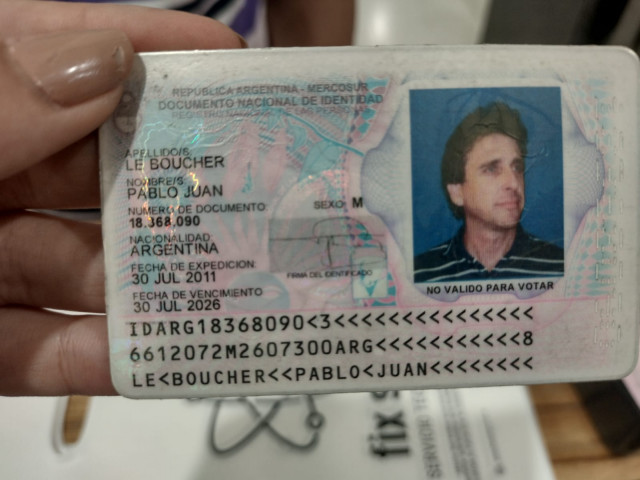 REPUBLICA ARGENTINA - MERCOSUR
DOCUMENTO NACIONAL DE IDENTIDAD
REGISTRO NACIONAL DE LAS PERSONAS
APELLIDO/S
LE BOUCHER
NOMBRE/S
PABLO JUAN
NUMERO DE DOCUMENTO
18.368.090
SEXO M
NACIONALIDAD
ARGENTINA
FECHA DE EXPEDICION:
30 JUL 2011
FIRMA DEL IDENTIFICADO
FECHA DE VENCIMIENTO
30 JUL 2026
NO VALIDO PARA VOTAR
IDARG18368090<3<<<<<<<<<<<<<<<
6612072M2607300ARG<<<<<<<<<<<8
LE<BOUCHER<<PABLO<JUAN<<<<<<<<
fix